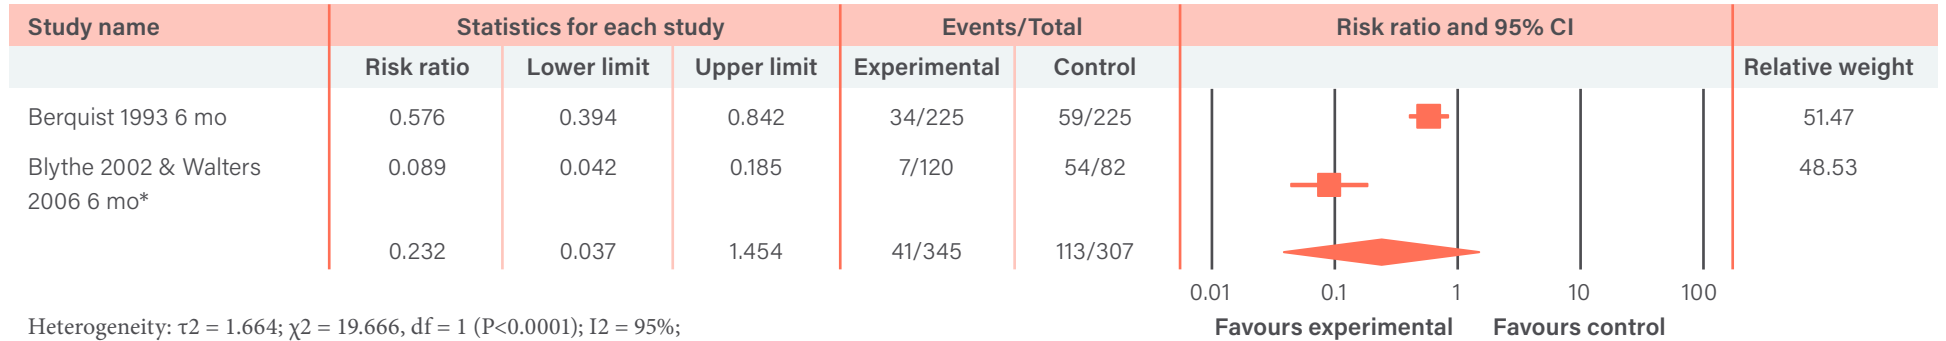 Study name Statistics for each study Events/Total Risk ratio and 95% CI
Risk ratio Lower limit Upper limit Experimental Control Relative weight
Berquist 1993 6 mo 0.576 0.394 0.842 34/225 59/225 51.47
Blythe 2002 & Walters 0.089 0.042 0.185 7/120 54/82 48.53
2006 6 mo*
0.232 0.037 1.454 41/345 113/307
0.01 0.1 1 10 100
Heterogeneity: τ2 = 1.664; χ2 = 19.666, df = 1 (P<0.0001); I2 = 95%; Favours experimental Favours control